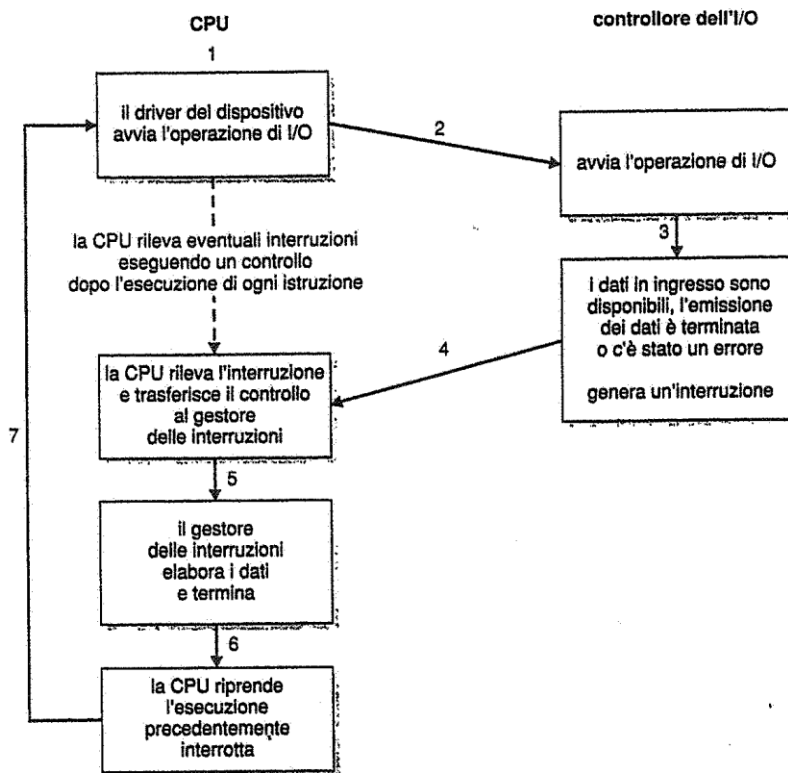 CPU
controllore dell'I/O
1
il driver del dispositivo
avvia l'operazione di I/O
2
avvia l'operazione di I/O
la CPU rileva eventuali interruzioni
eseguendo un controllo
dopo l'esecuzione di ogni istruzione
3
i dati in ingresso sono
disponibili, l'emissione
dei dati è terminata
o c'è stato un errore
genera un'interruzione
4
la CPU rileva l'interruzione
e trasferisce il controllo
al gestore
delle interruzioni
7
5
il gestore
delle interruzioni
elabora i dati
e termina
6
la CPU riprende
l'esecuzione
precedentemente
interrotta